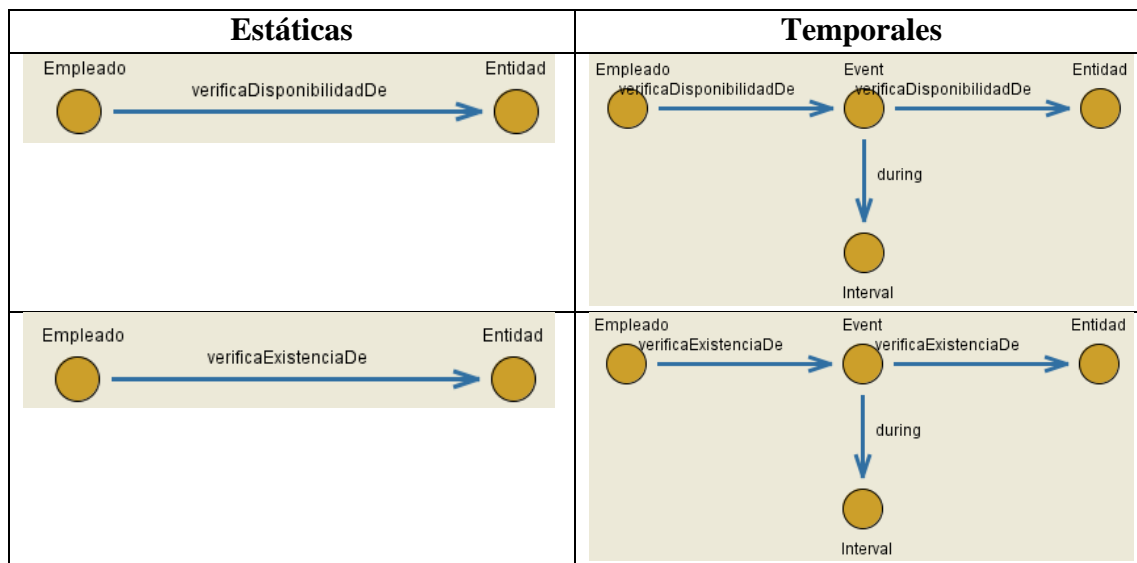 Estáticas
Temporales
Empleado
Entidad
verificaDisponibilidadDe
Empleado
Event
Entidad
verificaDisponibilidadDe
verificaDisponibilidadDe
during
Interval
Empleado
Entidad
verificaExistenciaDe
Empleado
Event
Entidad
verificaExistenciaDe
verificaExistenciaDe
during
Interval